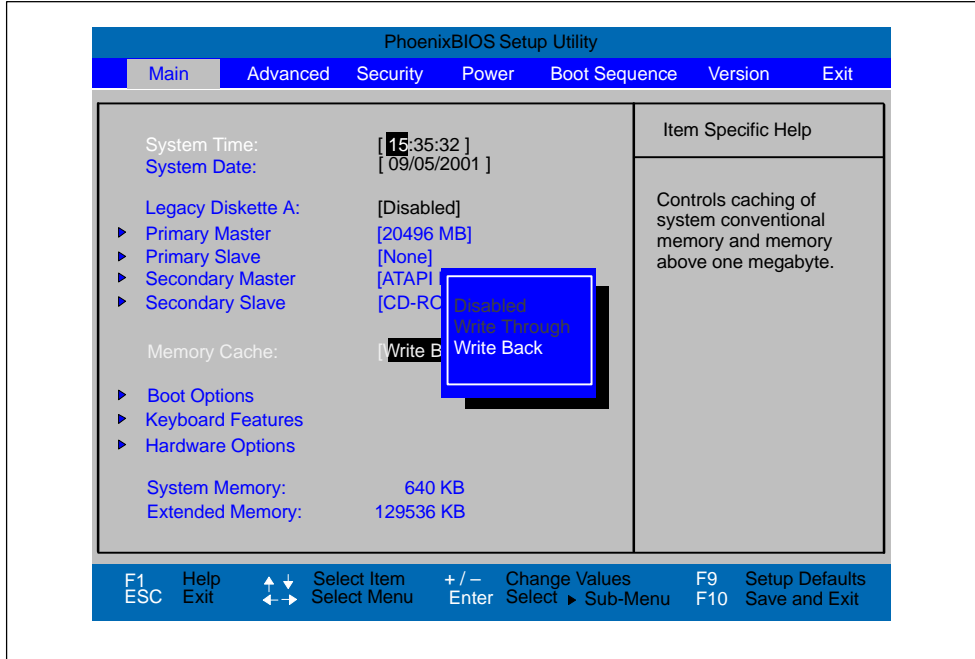 PhoenixBIOS Setup Utility
Main Advanced Security Power Boot Sequence Version Exit
System Time: [ 15:35:32 ]
System Date: [ 09/05/2001 ]
Legacy Diskette A: [Disabled]
Primary Master [20496 MB]
Primary Slave [None]
Secondary Master [ATAPI
Secondary Slave [CD-RO
Memory Cache: [Write B
Disabled
Write Through
Write Back
Boot Options
Keyboard Features
Hardware Options
System Memory: 640 KB
Extended Memory: 129536 KB
Item Specific Help
Controls caching of
system conventional
memory and memory
above one megabyte.
F1 Help Select Item + / – Change Values F9 Setup Defaults
ESC Exit Select Menu Enter Select Sub-Menu F10 Save and Exit